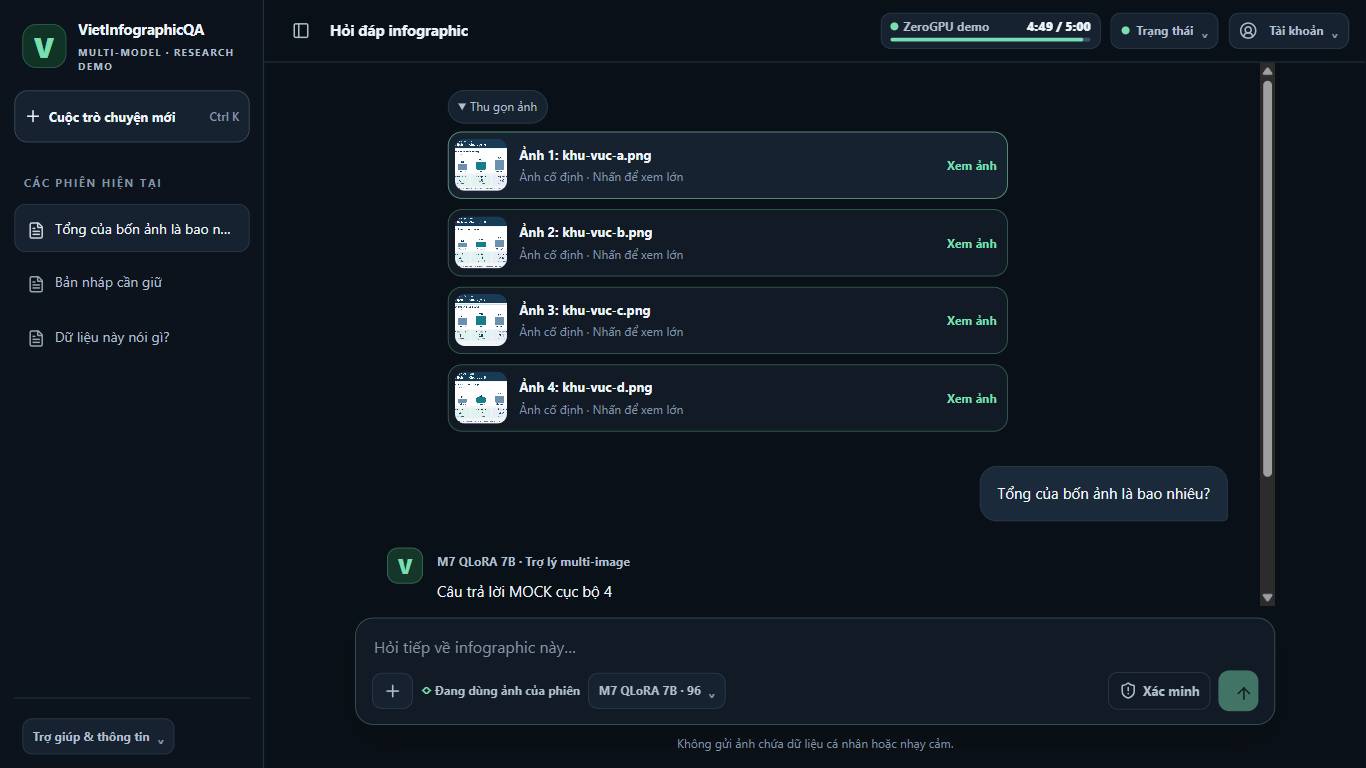 VietInfographicQA
MULTI-MODEL · RESEARCH
DEMO
Cuộc trò chuyện mới
Ctrl K
CÁC PHIÊN HIỆN TẠI
Tổng của bốn ảnh là bao n...
Bản nháp cần giữ
Dữ liệu này nói gì?
Trợ giúp & thông tin
Hỏi đáp infographic
ZeroGPU demo
4:49 / 5:00
Trạng thái
Tài khoản
Thu gọn ảnh
Ảnh 1: khu-vuc-a.png
Ảnh cố định · Nhấn để xem lớn
Xem ảnh
Ảnh 2: khu-vuc-b.png
Ảnh cố định · Nhấn để xem lớn
Xem ảnh
Ảnh 3: khu-vuc-c.png
Ảnh cố định · Nhấn để xem lớn
Xem ảnh
Ảnh 4: khu-vuc-d.png
Ảnh cố định · Nhấn để xem lớn
Xem ảnh
Tổng của bốn ảnh là bao nhiêu?
V
M7 QLoRA 7B · Trợ lý multi-image
Câu trả lời MOCK cục bộ 4
Hỏi tiếp về infographic này...
Đang dùng ảnh của phiên
M7 QLoRA 7B · 96
Xác minh
Không gửi ảnh chứa dữ liệu cá nhân hoặc nhạy cảm.